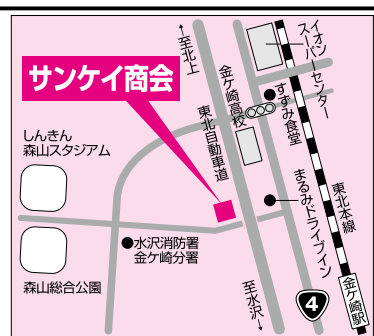 ↑至北上
イオンスーパーセンター
サンケイ商会
金ケ崎高校
すずみ食堂
東北自動車道
しんきん
森山スタジアム
まるみドライブイン
東北本線
●水沢消防署
金ケ崎分署
森山総合公園
至水沢↓
4
金ケ崎駅